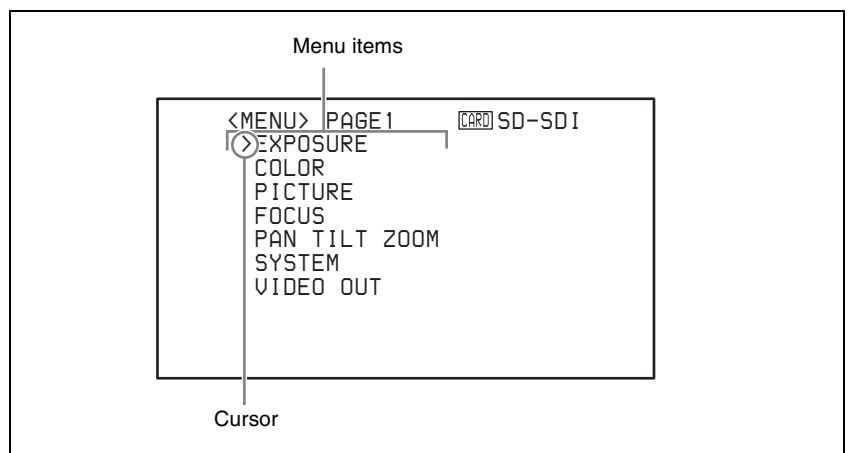 Menu items
<MENU> PAGE1 CARD SD-SDI
>EXPOSURE
COLOR
PICTURE
FOCUS
PAN TILT ZOOM
SYSTEM
VIDEO OUT
Cursor